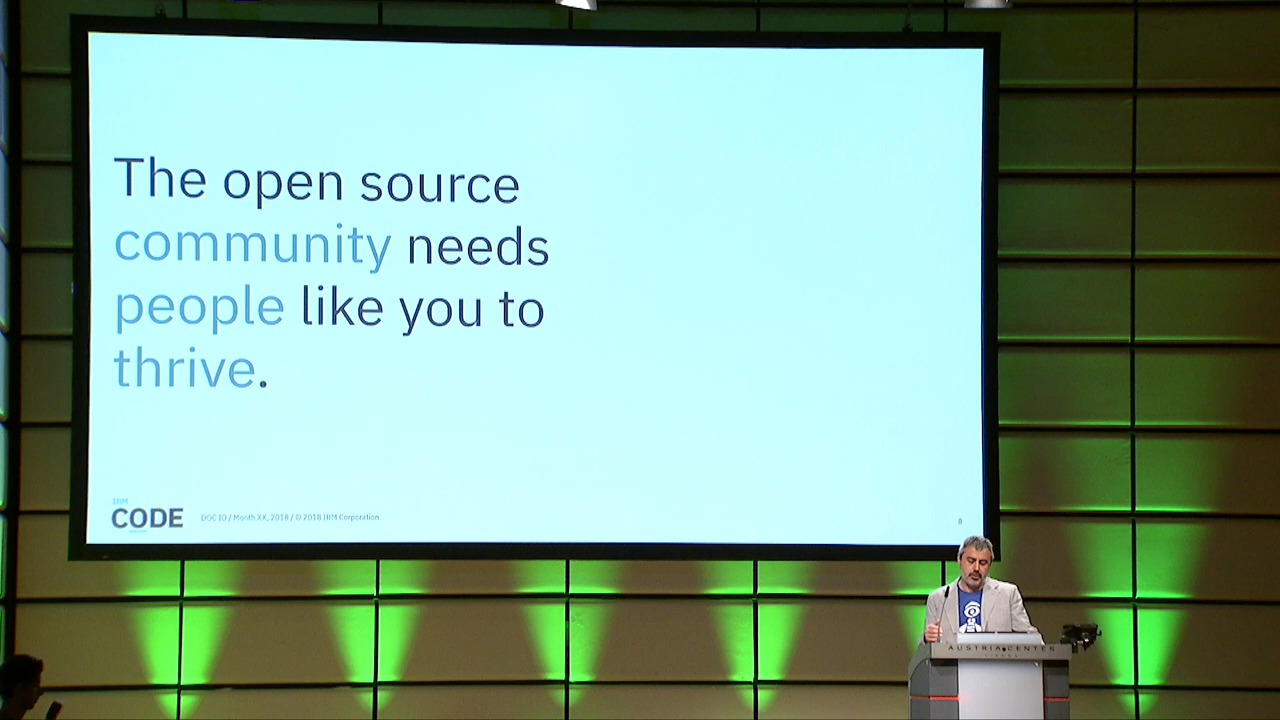 The open source
community needs
people like you to
thrive.
IBM
CODE
DOC ID / Month XX, 2018 / © 2018 IBM Corporation
8
AUSTRIA CENTER
VIENNA